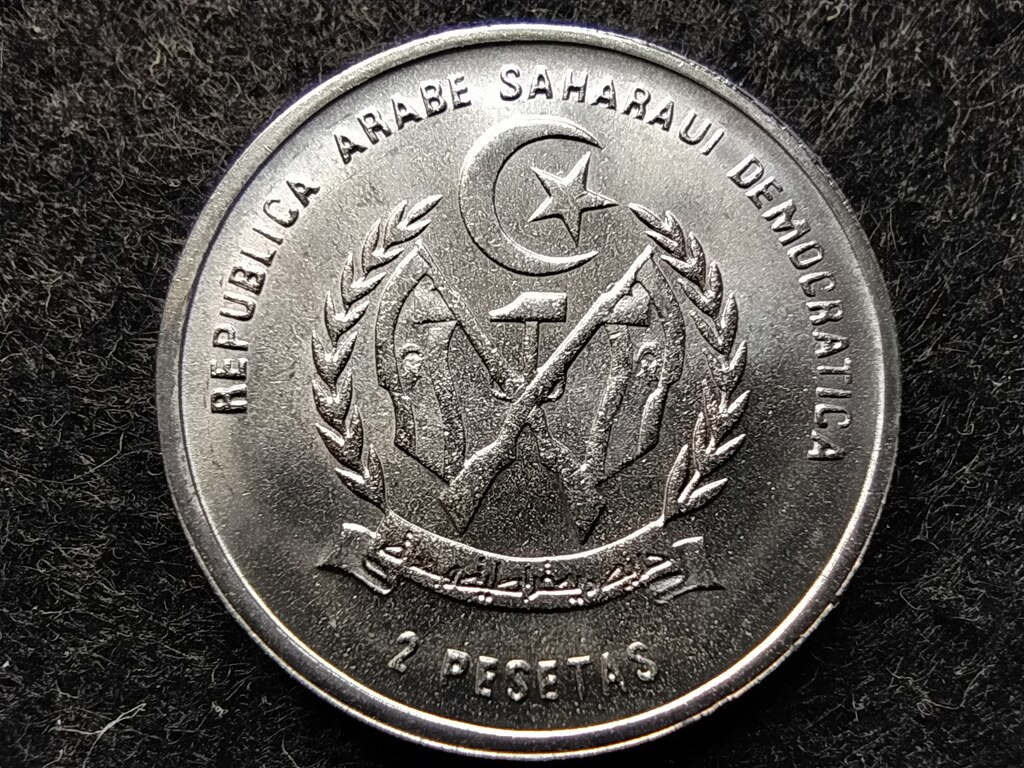 REPUBLICA ARABE SAHARAUI DEMOCRATICA
2 PESETAS